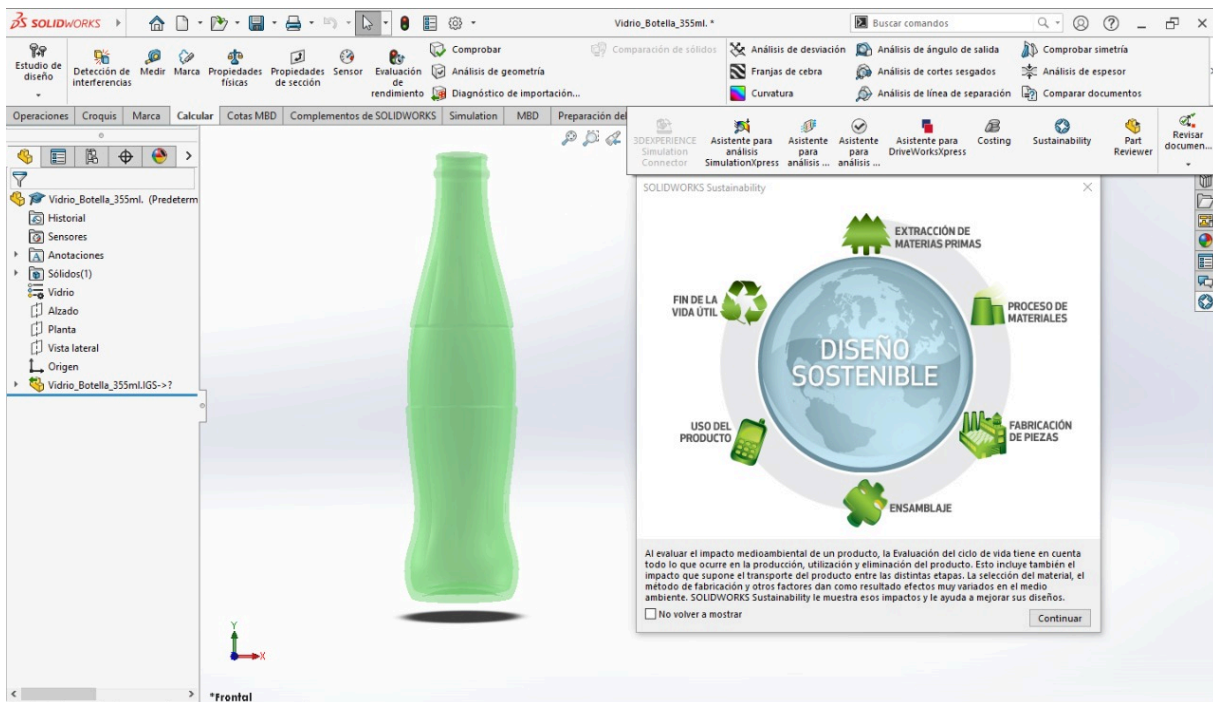 SOLIDWORKS
Vidrio_Botella_355ml. *
Buscar comandos
Estudio de
diseño
Detección de
interferencias
Medir
Marca
Propiedades
físicas
Propiedades
de sección
Sensor
Evaluación
de
rendimiento
Comprobar
Análisis de geometría
Diagnóstico de importación...
Comparación de sólidos
Análisis de desviación
Franjas de cebra
Curvatura
Análisis de ángulo de salida
Análisis de cortes sesgados
Análisis de línea de separación
Comprobar simetría
Análisis de espesor
Comparar documentos
Operaciones
Croquis
Marca
Calcular
Cotas MBD
Complementos de SOLIDWORKS
Simulation
MBD
Preparación del
3DEXPERIENCE
Simulation
Connector
Asistente para
análisis
SimulationXpress
Asistente
para
análisis ...
Asistente
para
análisis ...
Asistente para
DriveWorksXpress
Costing
Sustainability
Part
Reviewer
Revisar
documen...
Vidrio_Botella_355ml. (Predeterm
Historial
Sensores
Anotaciones
Sólidos(1)
Vidrio
Alzado
Planta
Vista lateral
Origen
Vidrio_Botella_355ml.IGS->?
SOLIDWORKS Sustainability
EXTRACCIÓN DE
MATERIAS PRIMAS
FIN DE LA
VIDA ÚTIL
PROCESO DE
MATERIALES
DISEÑO
SOSTENIBLE
USO DEL
PRODUCTO
FABRICACIÓN
DE PIEZAS
ENSAMBLAJE
Al evaluar el impacto medioambiental de un producto, la Evaluación del ciclo de vida tiene en cuenta
todo lo que ocurre en la producción, utilización y eliminación del producto. Esto incluye también el
impacto que supone el transporte del producto entre las distintas etapas. La selección del material, el
método de fabricación y otros factores dan como resultado efectos muy variados en el medio
ambiente. SOLIDWORKS Sustainability le muestra esos impactos y le ayuda a mejorar sus diseños.
No volver a mostrar
Continuar
Y
X
*Frontal